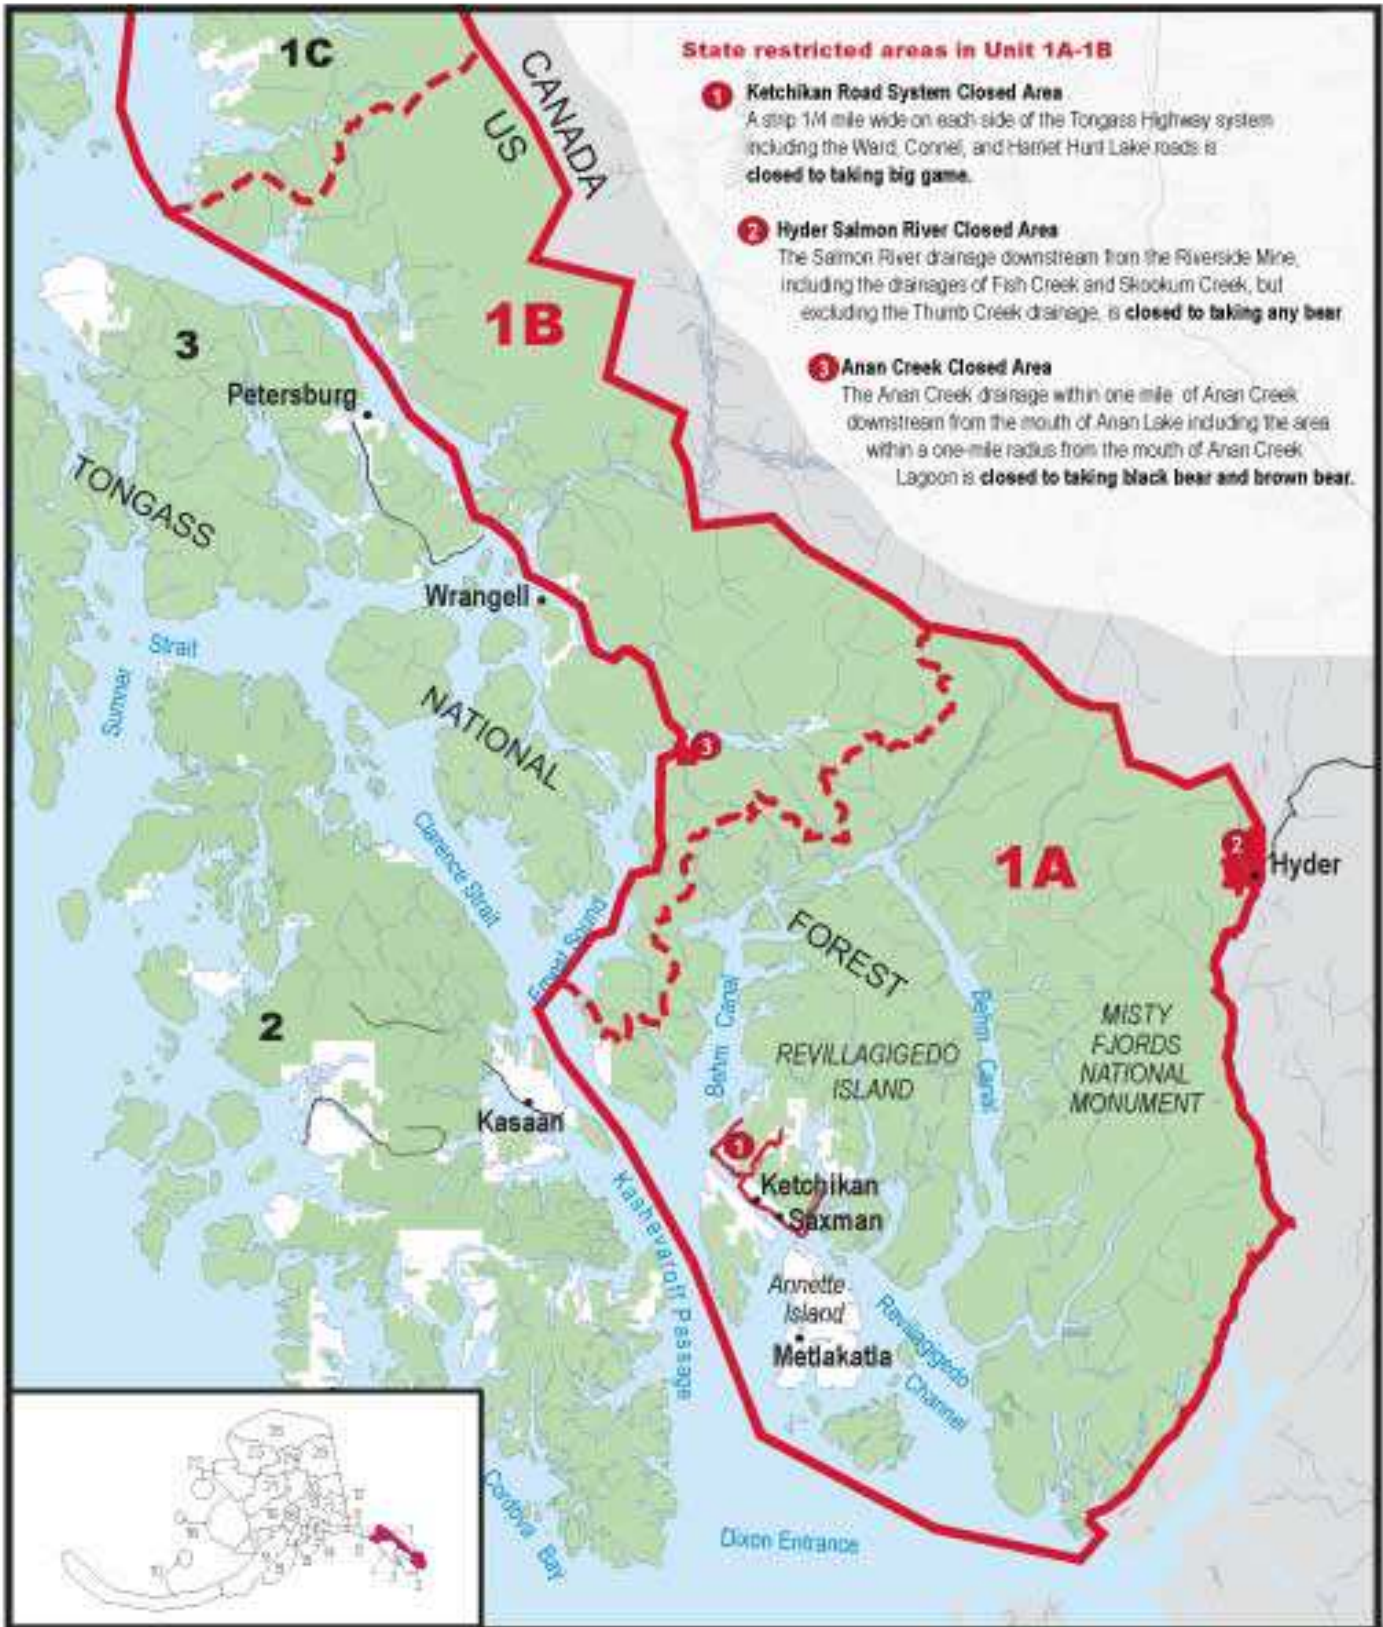 1C
CANADA
US
State restricted areas in Unit 1A-1B
1 Ketchikan Road System Closed Area
A strip 1/4 mile wide on each side of the Tongass Highway system
including the Ward, Connel, and Harriet Hunt Lake roads is
closed to taking big game.
2 Hyder Salmon River Closed Area
The Salmon River drainage downstream from the Riverside Mine,
including the drainages of Fish Creek and Skookum Creek, but
excluding the Thumb Creek drainage, is closed to taking any bear
3 Anan Creek Closed Area
The Anan Creek drainage within one mile of Anan Creek
downstream from the mouth of Anan Lake including the area
within a one-mile radius from the mouth of Anan Creek
Lagoon is closed to taking black bear and brown bear.
1B
3
Petersburg
TONGASS
Wrangell
Sumner Strait
NATIONAL
3
Clarence Strait
1A
2
Hyder
Ernest Sound
FOREST
Behm Canal
Behm Canal
2
REVILLAGIGEDO
ISLAND
MISTY
FJORDS
NATIONAL
MONUMENT
Kasaan
1
Ketchikan
Saxman
Kashevaroff Passage
Annette
Island
Metlakatla
Revillagigedo
Channel
Cordova Bay
Dixon Entrance